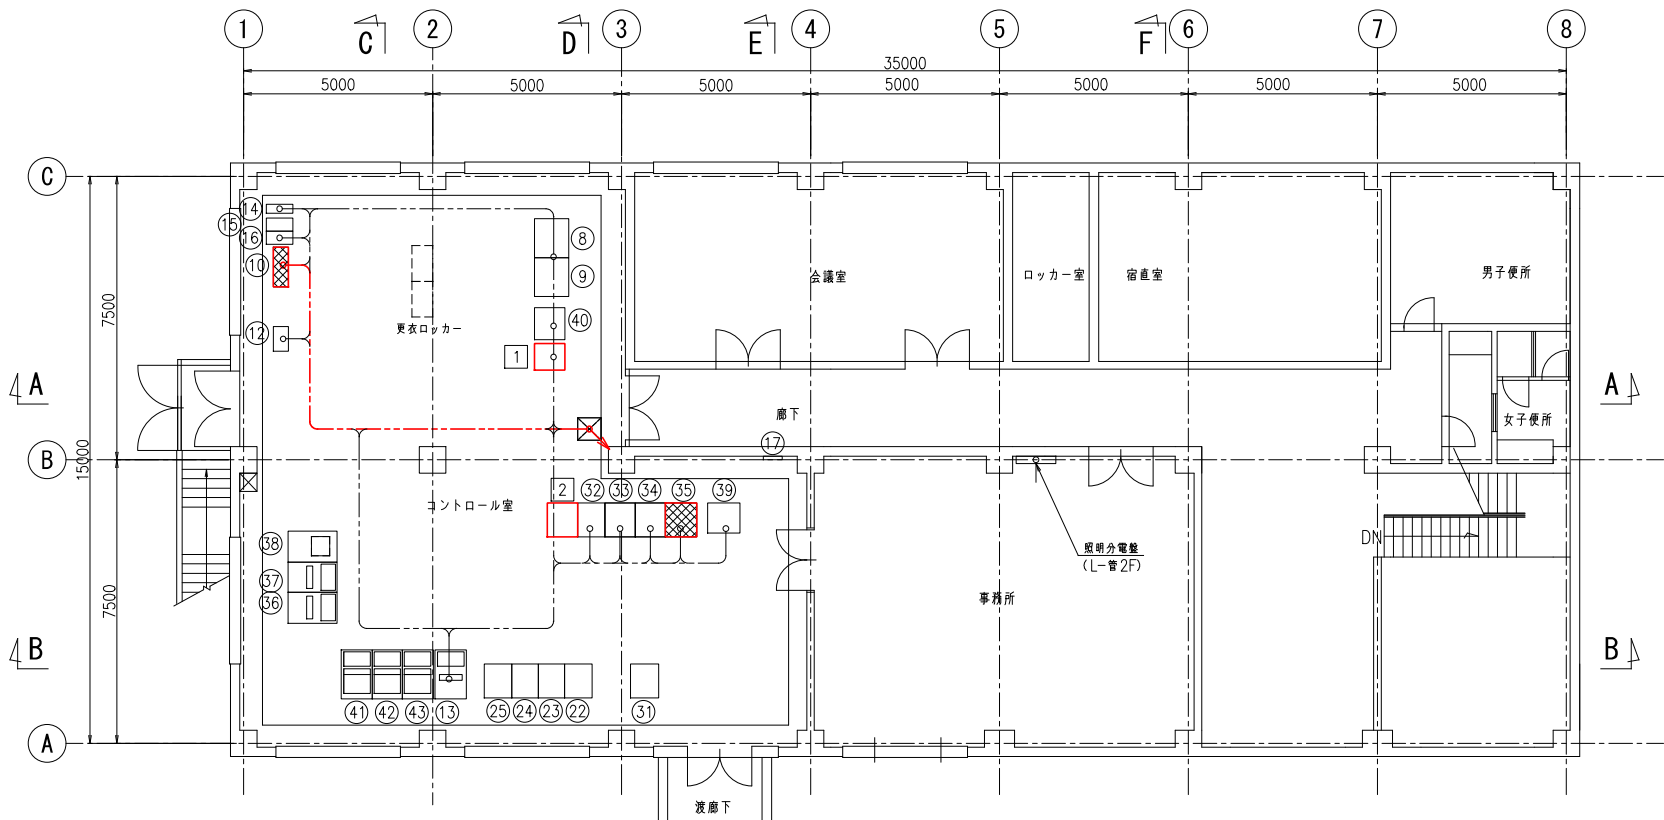 1 2 3 4 5 6 7 8
C D E F
35000
5000 5000 5000 5000 5000 5000 5000
C
14
15
16
10
12
8
9
40
1
更衣ロッカー
会議室
ロッカー室
宿直室
男子便所
7500
A
A
廊下
女子便所
17
B
15000
コントロール室
2 32 33 34 35 39
照明分電盤
(L-管2F)
DN
38
37
36
事務所
7500
B
B
41 42 43 13 25 24 23 22 31
A
渡廊下